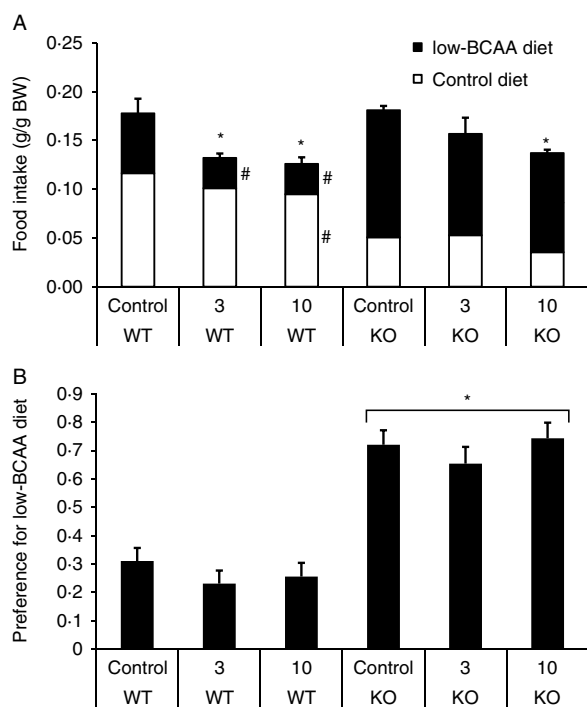 A
0·25
0·20
0·15
0·10
0·05
0·00
Food intake (g/g BW)
low-BCAA diet
Control diet
* * *
# # #
Control 3 10 Control 3 10
WT WT WT KO KO KO
B
0·9
0·8
0·7
0·6
0·5
0·4
0·3
0·2
0·1
0
Preference for low-BCAA diet
*
Control 3 10 Control 3 10
WT WT WT KO KO KO